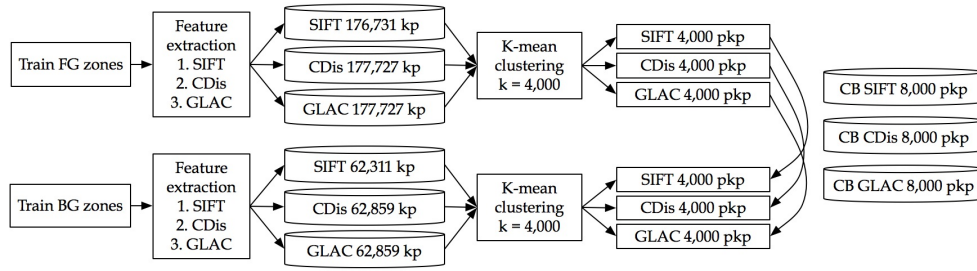 Train FG zones
Feature
extraction
1. SIFT
2. CDis
3. GLAC
SIFT 176,731 kp
CDis 177,727 kp
GLAC 177,727 kp
K-mean
clustering
k = 4,000
SIFT 4,000 pkp
CDis 4,000 pkp
GLAC 4,000 pkp
Train BG zones
Feature
extraction
1. SIFT
2. CDis
3. GLAC
SIFT 62,311 kp
CDis 62,859 kp
GLAC 62,859 kp
K-mean
clustering
k = 4,000
SIFT 4,000 pkp
CDis 4,000 pkp
GLAC 4,000 pkp
CB SIFT 8,000 pkp
CB CDis 8,000 pkp
CB GLAC 8,000 pkp